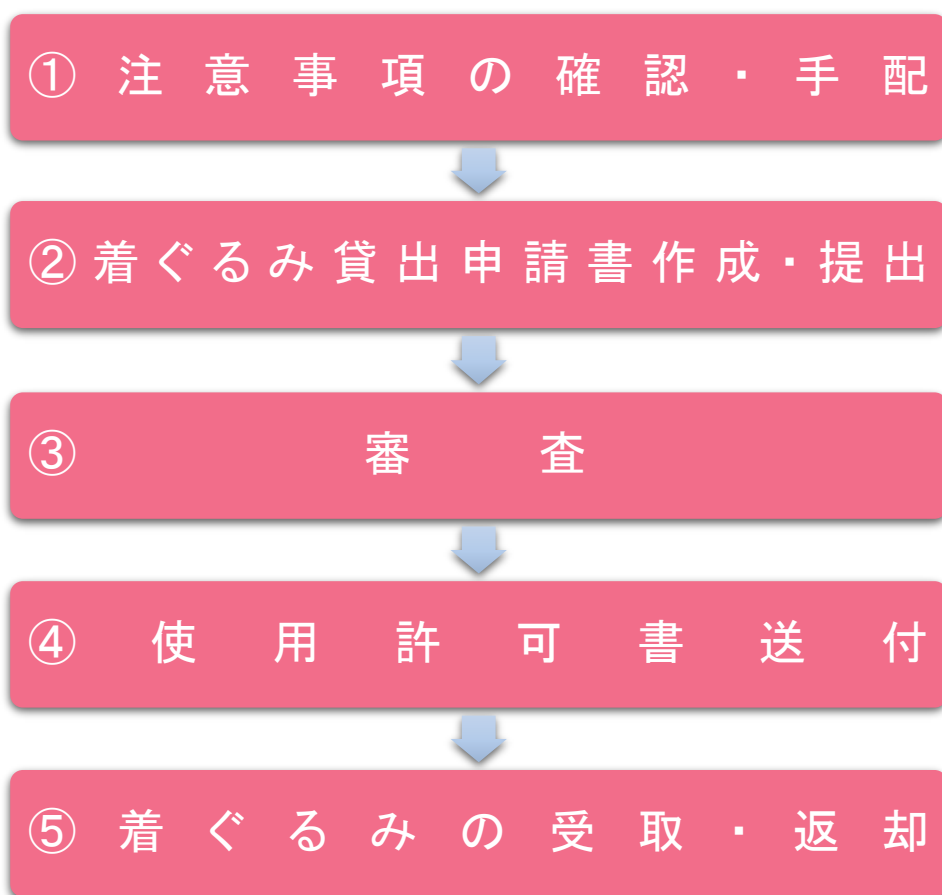 ①注意事項の確認・手配
②着ぐるみ貸出申請書作成・提出
③審査
④使用許可書送付
⑤着ぐるみの受取・返却